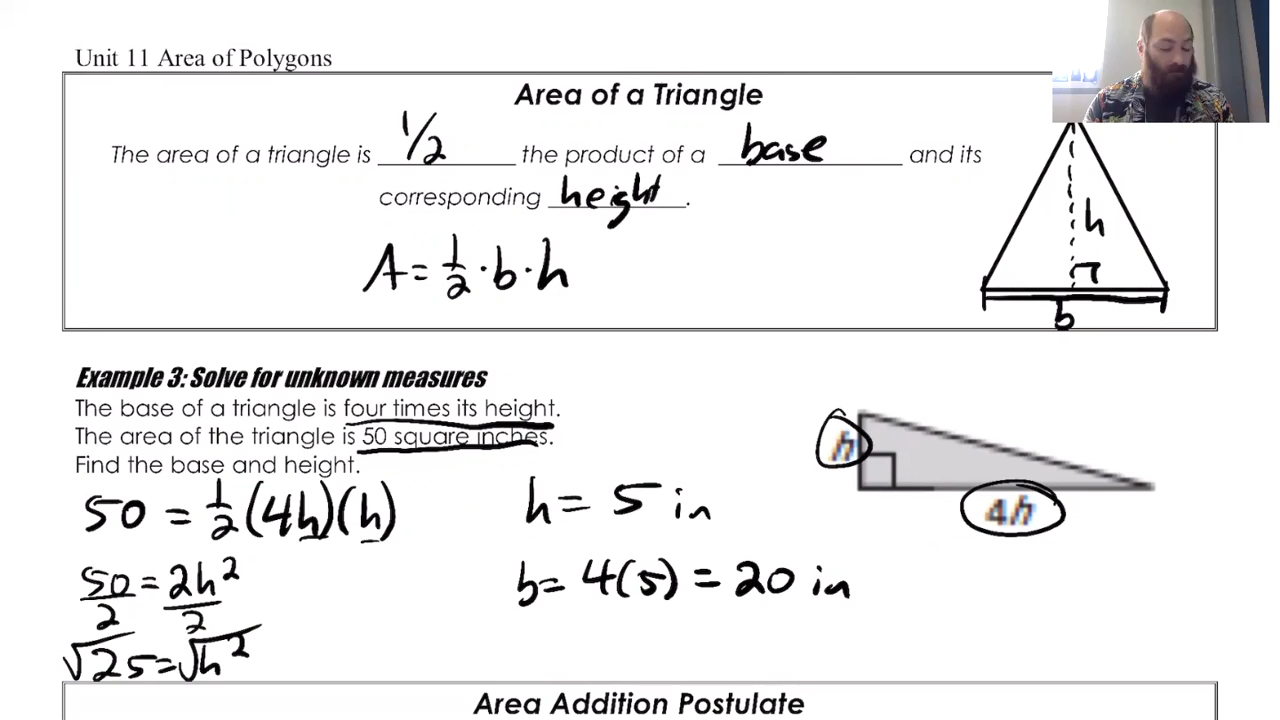 Unit 11 Area of Polygons
Area of a Triangle
The area of a triangle is 1/2 the product of a base and its
corresponding height.
A = 1/2 · b · h
h
b
Example 3: Solve for unknown measures
The base of a triangle is four times its height.
The area of the triangle is 50 square inches.
Find the base and height.
h
4h
50 = 1/2 (4h)(h)
50/2 = 2h²/2
√25 = √h²
h = 5 in
b = 4(5) = 20 in
Area Addition Postulate